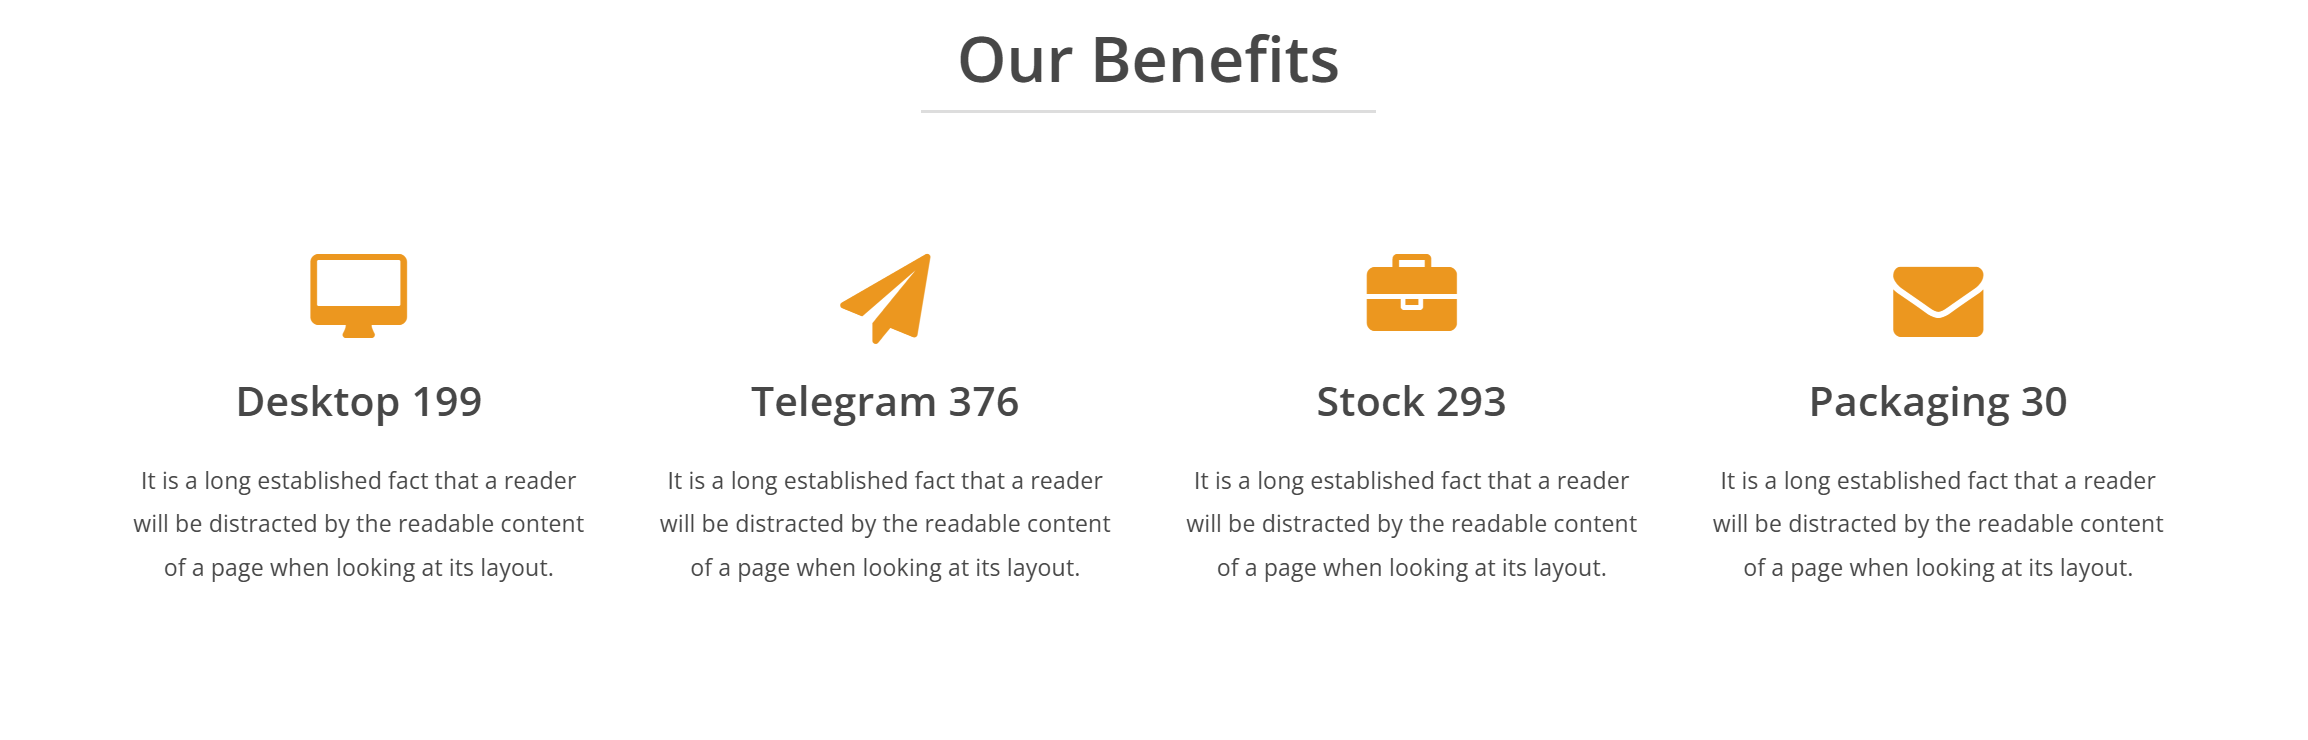 Our Benefits
Desktop 199
It is a long established fact that a reader
will be distracted by the readable content
of a page when looking at its layout.
Telegram 376
It is a long established fact that a reader
will be distracted by the readable content
of a page when looking at its layout.
Stock 293
It is a long established fact that a reader
will be distracted by the readable content
of a page when looking at its layout.
Packaging 30
It is a long established fact that a reader
will be distracted by the readable content
of a page when looking at its layout.